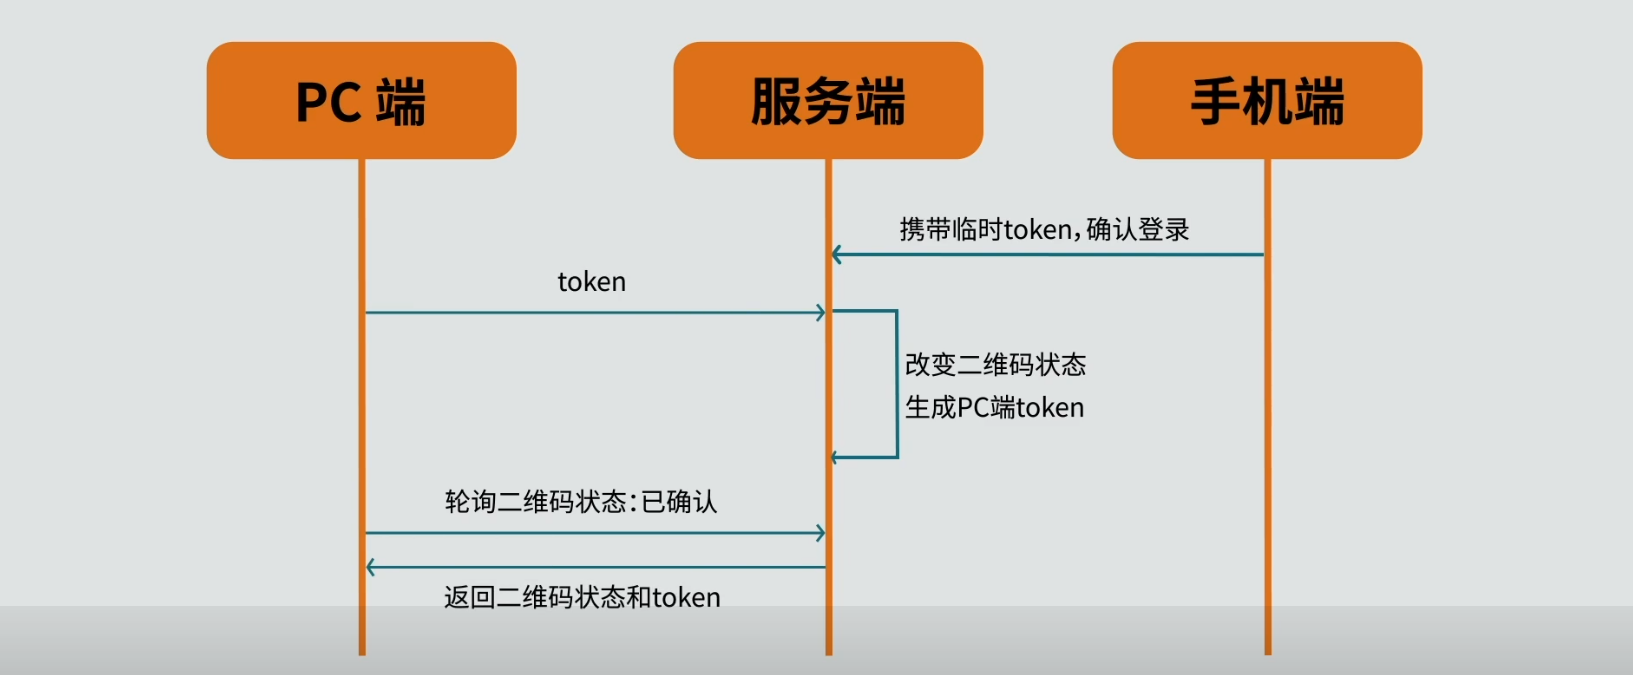 PC 端
服务端
手机端
携带临时token，确认登录
token
改变二维码状态
生成PC端token
轮询二维码状态：已确认
返回二维码状态和token